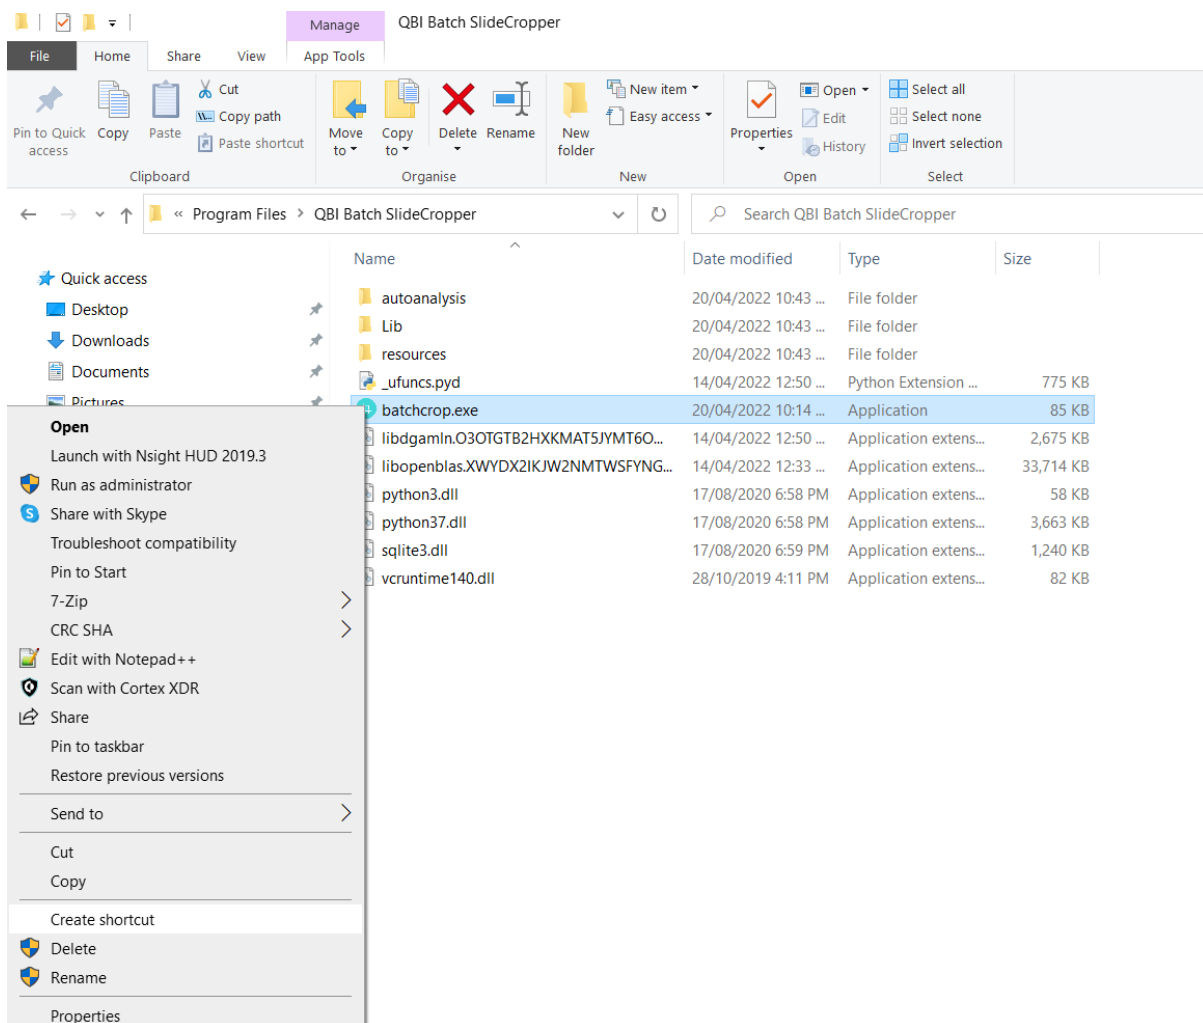 Manage
QBI Batch SlideCropper
File
Home
Share
View
App Tools
Pin to Quick access
Copy
Paste
Cut
Copy path
Paste shortcut
Clipboard
Move to
Copy to
Delete
Rename
Organise
New folder
New item
Easy access
New
Properties
Open
Edit
History
Open
Select all
Select none
Invert selection
Select
« Program Files > QBI Batch SlideCropper
Search QBI Batch SlideCropper
Quick access
Desktop
Downloads
Documents
Pictures
Name Date modified Type Size
autoanalysis 20/04/2022 10:43 ... File folder
Lib 20/04/2022 10:43 ... File folder
resources 20/04/2022 10:43 ... File folder
_ufuncs.pyd 14/04/2022 12:50 ... Python Extension ... 775 KB
batchcrop.exe 20/04/2022 10:14 ... Application 85 KB
libdgamln.O3OTGTB2HXKMAT5JYMT6O... 14/04/2022 12:50 ... Application extens... 2,675 KB
libopenblas.XWYDX2IKJW2NMTWSFYNG... 14/04/2022 12:33 ... Application extens... 33,714 KB
python3.dll 17/08/2020 6:58 PM Application extens... 58 KB
python37.dll 17/08/2020 6:58 PM Application extens... 3,663 KB
sqlite3.dll 17/08/2020 6:59 PM Application extens... 1,240 KB
vcruntime140.dll 28/10/2019 4:11 PM Application extens... 82 KB
Open
Launch with Nsight HUD 2019.3
Run as administrator
Share with Skype
Troubleshoot compatibility
Pin to Start
7-Zip
CRC SHA
Edit with Notepad++
Scan with Cortex XDR
Share
Pin to taskbar
Restore previous versions
Send to
Cut
Copy
Create shortcut
Delete
Rename
Properties